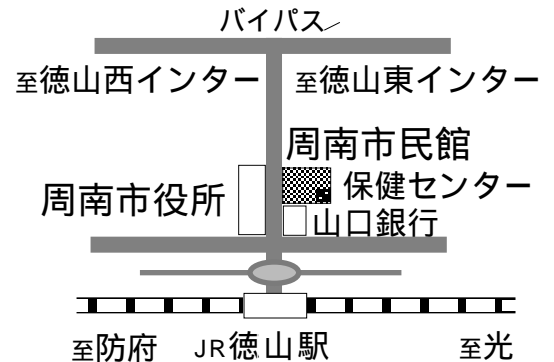 バイパス
至徳山西インター
至徳山東インター
周南市民館
保健センター
周南市役所
山口銀行
至防府
JR徳山駅
至光